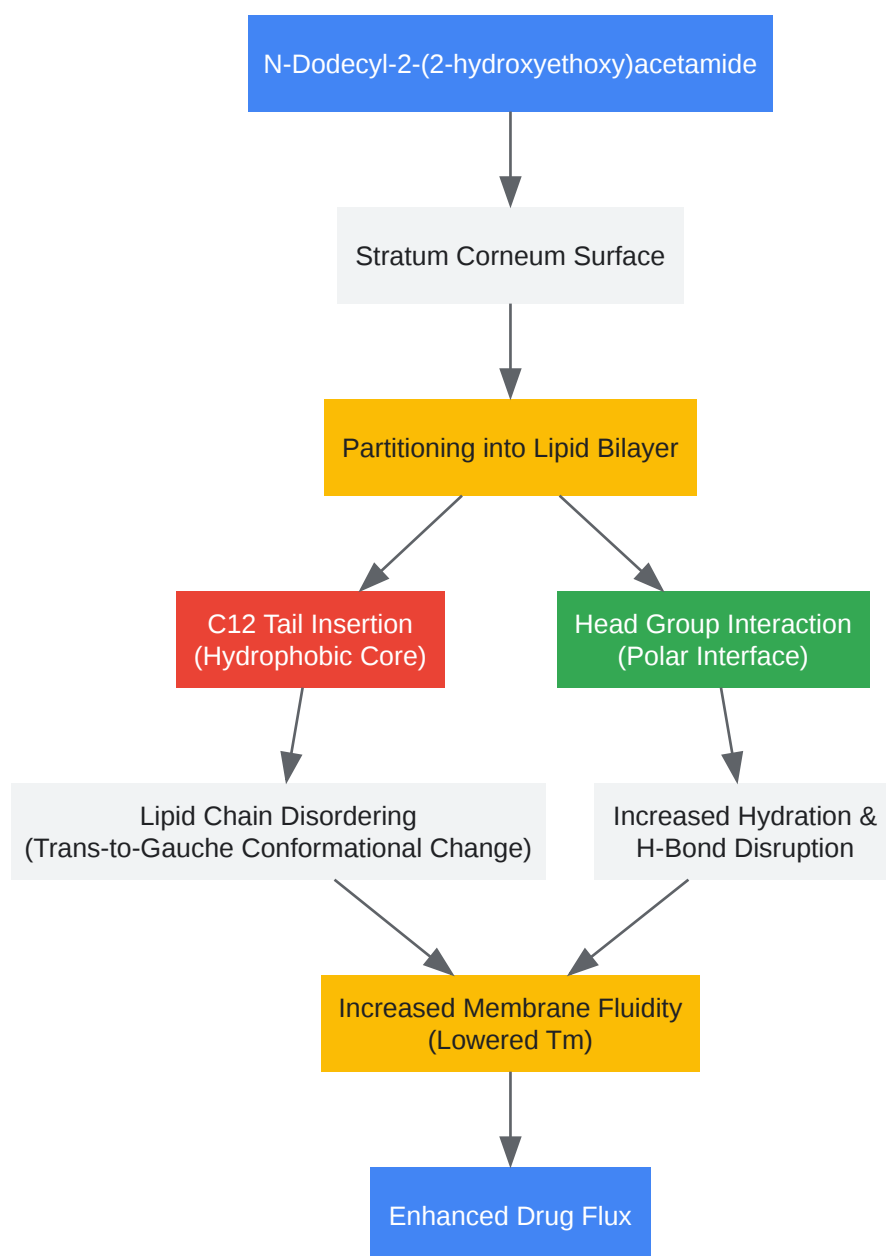 N-Dodecyl-2-(2-hydroxyethoxy)acetamide
Stratum Corneum Surface
Partitioning into Lipid Bilayer
C12 Tail Insertion
(Hydrophobic Core)
Head Group Interaction
(Polar Interface)
Lipid Chain Disordering
(Trans-to-Gauche Conformational Change)
Increased Hydration &
H-Bond Disruption
Increased Membrane Fluidity
(Lowered Tm)
Enhanced Drug Flux